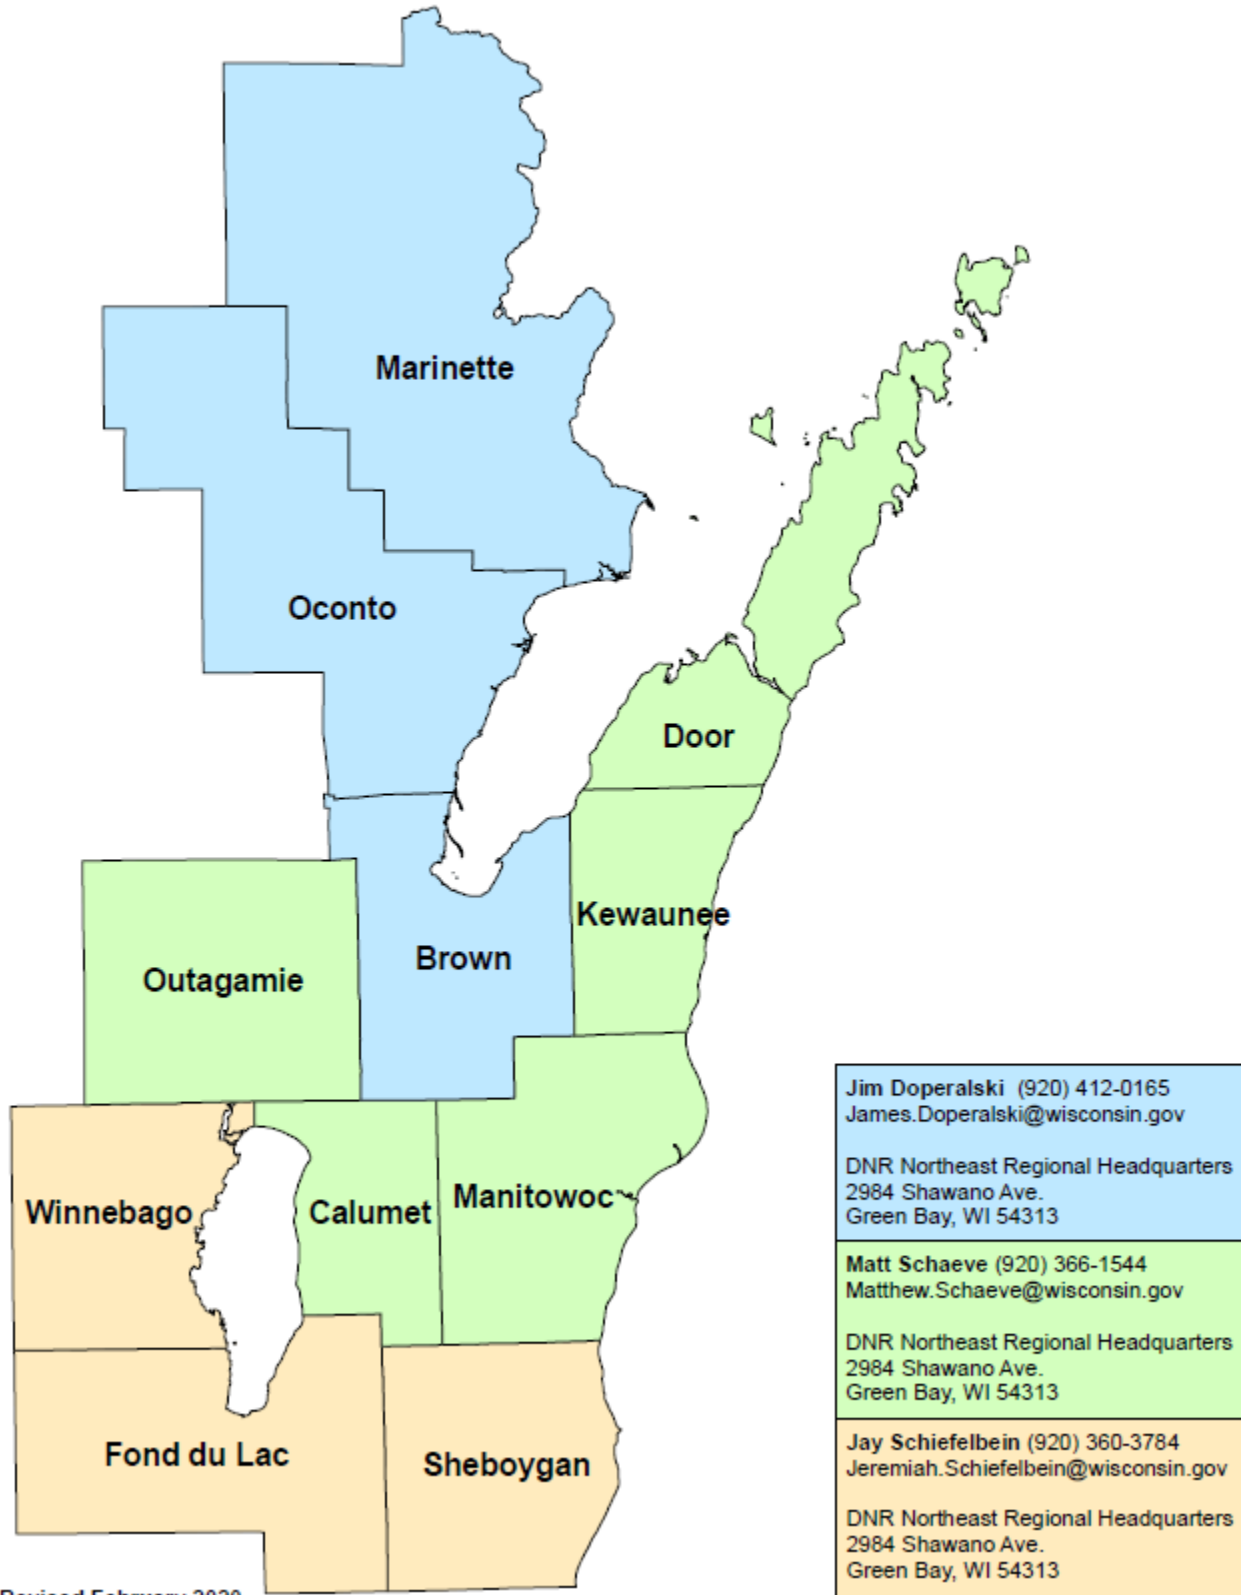 Marinette
Oconto
Door
Kewaunee
Brown
Outagamie
Winnebago
Calumet
Manitowoc
Fond du Lac
Sheboygan
Jim Doperalski (920) 412-0165
James.Doperalski@wisconsin.gov
DNR Northeast Regional Headquarters
2984 Shawano Ave.
Green Bay, WI 54313
Matt Schaeve (920) 366-1544
Matthew.Schaeve@wisconsin.gov
DNR Northeast Regional Headquarters
2984 Shawano Ave.
Green Bay, WI 54313
Jay Schiefelbein (920) 360-3784
Jeremiah.Schiefelbein@wisconsin.gov
DNR Northeast Regional Headquarters
2984 Shawano Ave.
Green Bay, WI 54313
Revised February 2020